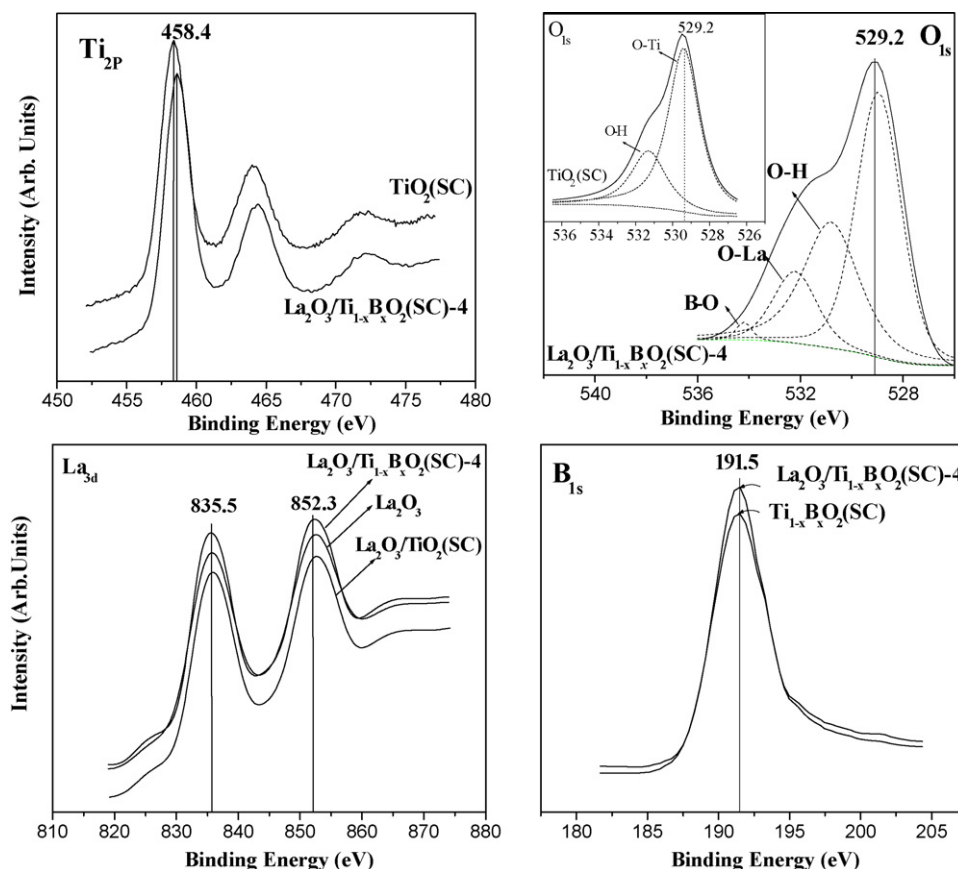 Ti2P
458.4
TiO2(SC)
La2O3/Ti1-xBxO2(SC)-4
Intensity (Arb. Units)
450 455 460 465 470 475 480
Binding Energy (eV)
O1s
529.2
O-Ti
O-H
TiO2(SC)
536 534 532 530 528 526
529.2
O1s
O-H
O-La
B-O
La2O3/Ti1-xBxO2(SC)-4
540 536 532 528
Binding Energy (eV)
La3d
835.5
852.3
La2O3/Ti1-xBxO2(SC)-4
La2O3
La2O3/TiO2(SC)
Intensity (Arb.Units)
810 820 830 840 850 860 870 880
Binding Energy (eV)
B1s
191.5
La2O3/Ti1-xBxO2(SC)-4
Ti1-xBxO2(SC)
180 185 190 195 200 205
Binding Energy (eV)